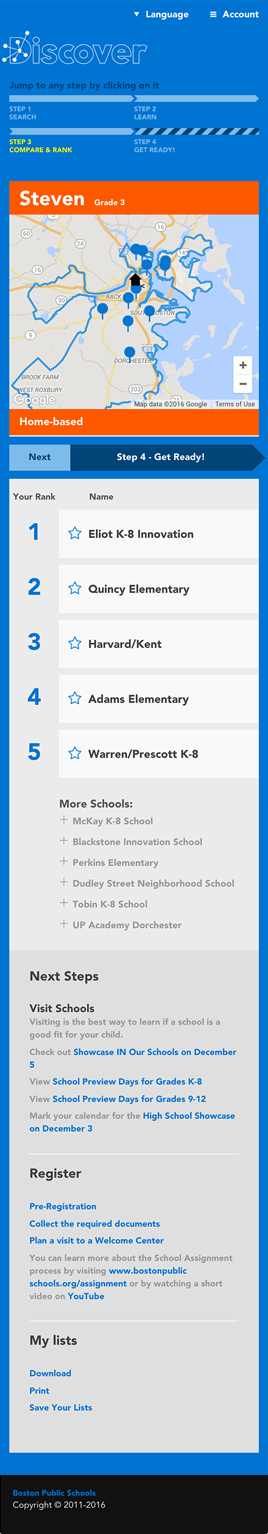 ▼ Language ≡ Account
Discover
Jump to any step by clicking on it
STEP 1
SEARCH
STEP 2
LEARN
STEP 3
COMPARE & RANK
STEP 4
GET READY!
Steven Grade 3
60
2A
1
16
16
30
9
BACK
SOUTH BOSTON
DORCHESTER
BROOK FARM
WEST ROXBURY
203
+
−
Google
Map data ©2016 Google Terms of Use
Home-based
Next Step 4 - Get Ready!
Your Rank Name
1 Eliot K-8 Innovation
2 Quincy Elementary
3 Harvard/Kent
4 Adams Elementary
5 Warren/Prescott K-8
More Schools:
+ McKay K-8 School
+ Blackstone Innovation School
+ Perkins Elementary
+ Dudley Street Neighborhood School
+ Tobin K-8 School
+ UP Academy Dorchester
Next Steps
Visit Schools
Visiting is the best way to learn if a school is a
good fit for your child.
Check out Showcase IN Our Schools on December
5
View School Preview Days for Grades K-8
View School Preview Days for Grades 9-12
Mark your calendar for the High School Showcase
on December 3
Register
Pre-Registration
Collect the required documents
Plan a visit to a Welcome Center
You can learn more about the School Assignment
process by visiting www.bostonpublic
schools.org/assignment or by watching a short
video on YouTube
My lists
Download
Print
Save Your Lists
Boston Public Schools
Copyright © 2011-2016